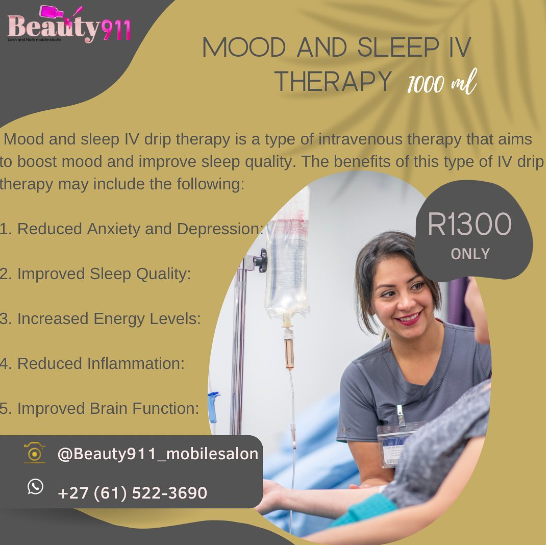 Beauty911
MOOD AND SLEEP IV
THERAPY 1000 ml
Mood and sleep IV drip therapy is a type of intravenous therapy that aims
to boost mood and improve sleep quality. The benefits of this type of IV drip
therapy may include the following:
1. Reduced Anxiety and Depression:
R1300
ONLY
2. Improved Sleep Quality:
3. Increased Energy Levels:
4. Reduced Inflammation:
5. Improved Brain Function:
@Beauty911_mobilesalon
+27 (61) 522-3690